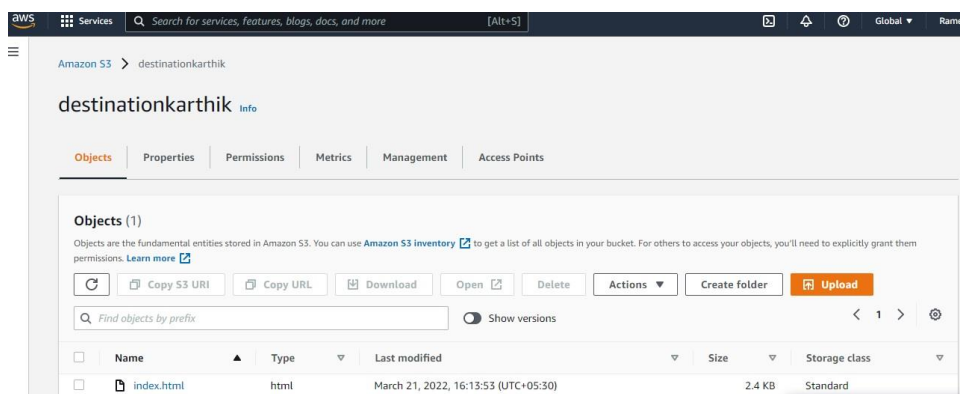 aws Services Search for services, features, blogs, docs, and more [Alt+S] Global
Amazon S3 > destinationkarthik
destinationkarthik Info
Objects Properties Permissions Metrics Management Access Points
Objects (1)
Objects are the fundamental entities stored in Amazon S3. You can use Amazon S3 inventory to get a list of all objects in your bucket. For others to access your objects, you'll need to explicitly grant them
permissions. Learn more
Copy S3 URI Copy URL Download Open Delete Actions Create folder Upload
Find objects by prefix Show versions 1
Name Type Last modified Size Storage class
index.html html March 21, 2022, 16:13:53 (UTC+05:30) 2.4 KB Standard